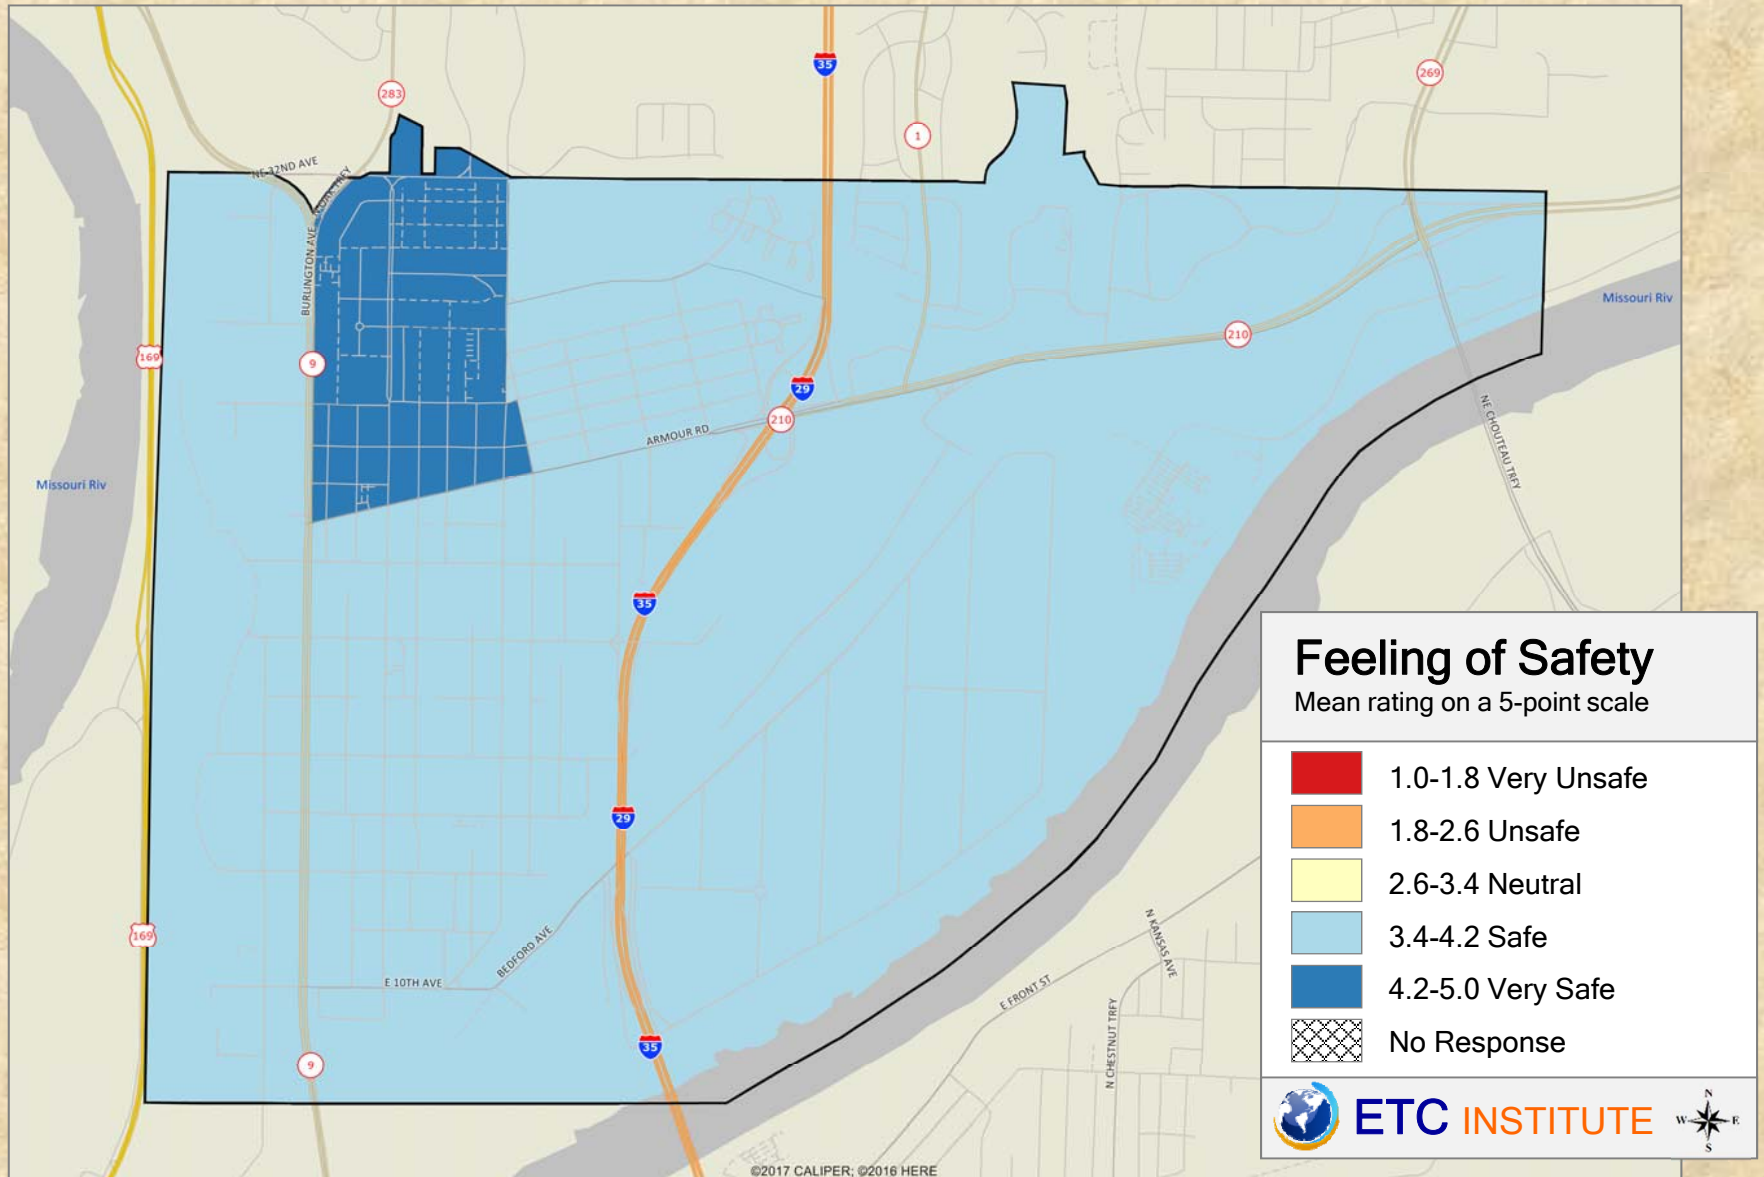 35
283
269
1
NE 32ND AVE
N OAK TRFY
BURLINGTON AVE
Missouri Riv
210
169
9
29
210
NE CHOUTEAU TRFY
ARMOUR RD
Missouri Riv
35
Feeling of Safety
Mean rating on a 5-point scale
1.0-1.8 Very Unsafe
1.8-2.6 Unsafe
2.6-3.4 Neutral
3.4-4.2 Safe
4.2-5.0 Very Safe
No Response
ETC INSTITUTE
N
W
E
S
29
169
BEDFORD AVE
E 10TH AVE
N KANSAS AVE
E FRONT ST
N CHESTNUT TRFY
35
9
©2017 CALIPER; ©2016 HERE